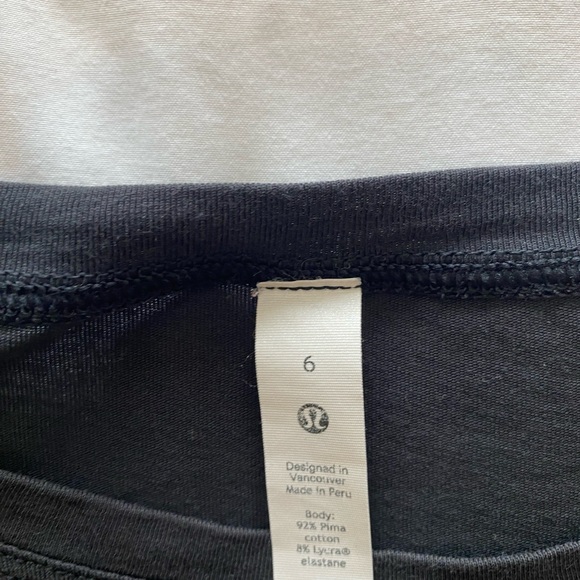 6
Designed in
Vancouver
Made in Peru
Body:
92% Pima
cotton
8% Lycra®
elastane